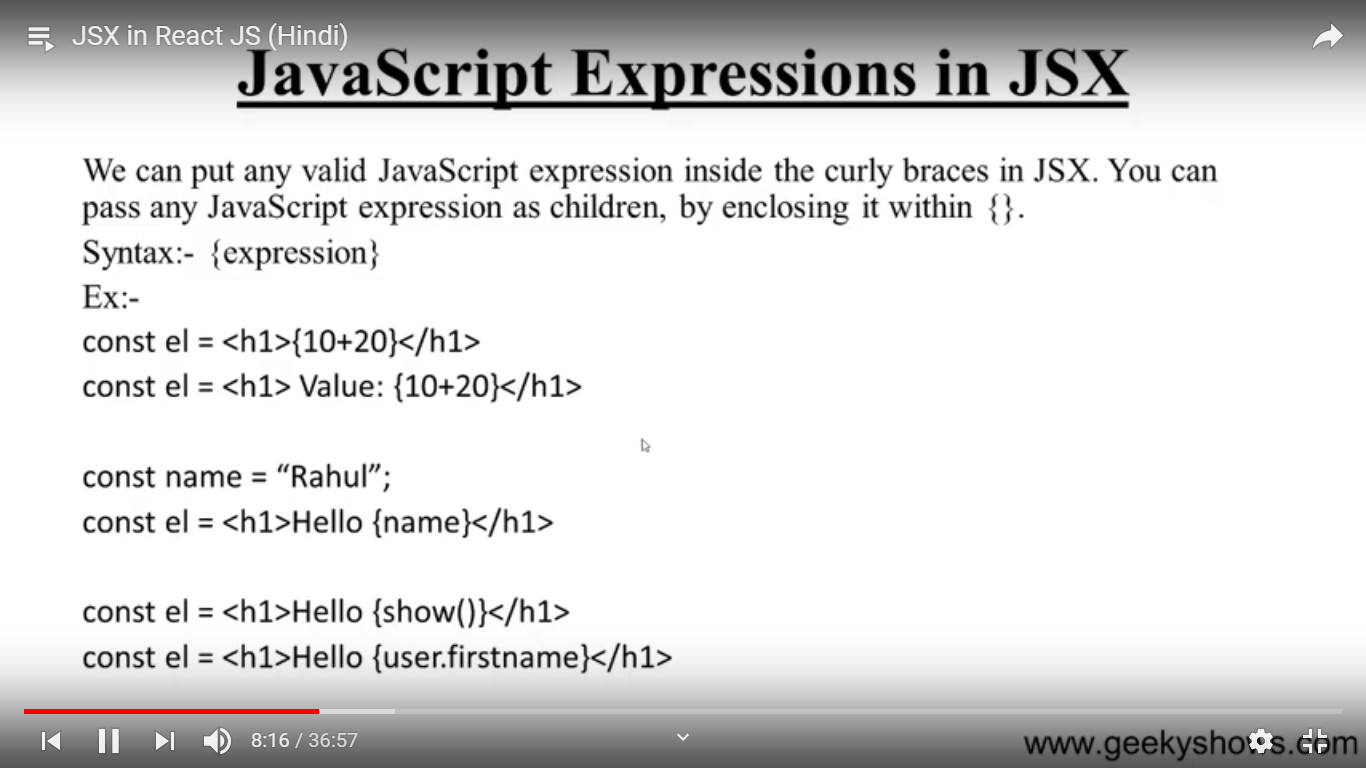 JSX in React JS (Hindi)
JavaScript Expressions in JSX
We can put any valid JavaScript expression inside the curly braces in JSX. You can
pass any JavaScript expression as children, by enclosing it within {}.
Syntax:- {expression}
Ex:-
const el = <h1>{10+20}</h1>
const el = <h1> Value: {10+20}</h1>
const name = “Rahul”;
const el = <h1>Hello {name}</h1>
const el = <h1>Hello {show()}</h1>
const el = <h1>Hello {user.firstname}</h1>
8:16 / 36:57
www.geekyshows.com